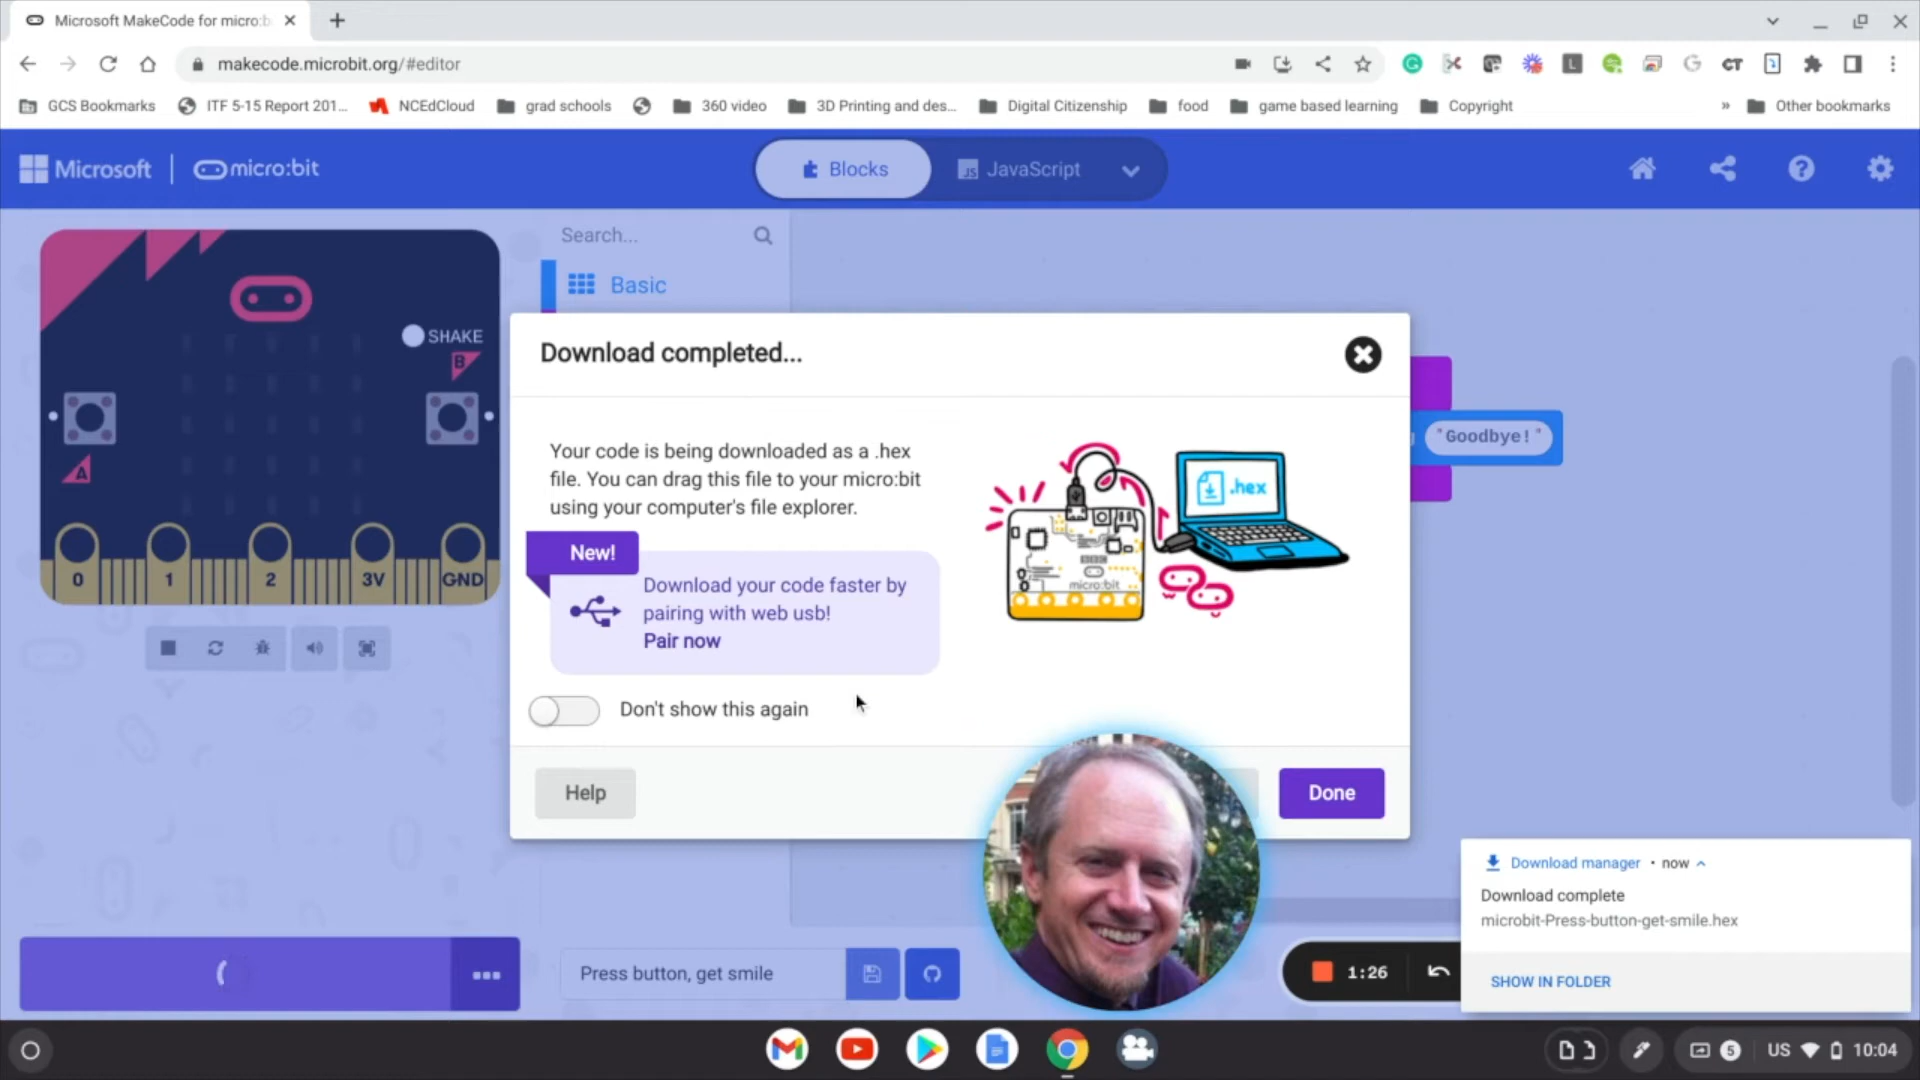 Microsoft MakeCode for micro:b
makecode.microbit.org/#editor
GCS Bookmarks
ITF 5-15 Report 201...
NCEdCloud
grad schools
360 video
3D Printing and des...
Digital Citizenship
food
game based learning
Copyright
»
Other bookmarks
Microsoft
micro:bit
Blocks
JS
JavaScript
Search...
Basic
SHAKE
B
A
0
1
2
3V
GND
Download completed...
Your code is being downloaded as a .hex
file. You can drag this file to your micro:bit
using your computer's file explorer.
New!
Download your code faster by
pairing with web usb!
Pair now
.hex
micro:bit
Don't show this again
Help
Done
"Goodbye!"
Download manager • now
Download complete
microbit-Press-button-get-smile.hex
SHOW IN FOLDER
Press button, get smile
1:26
5
US
10:04